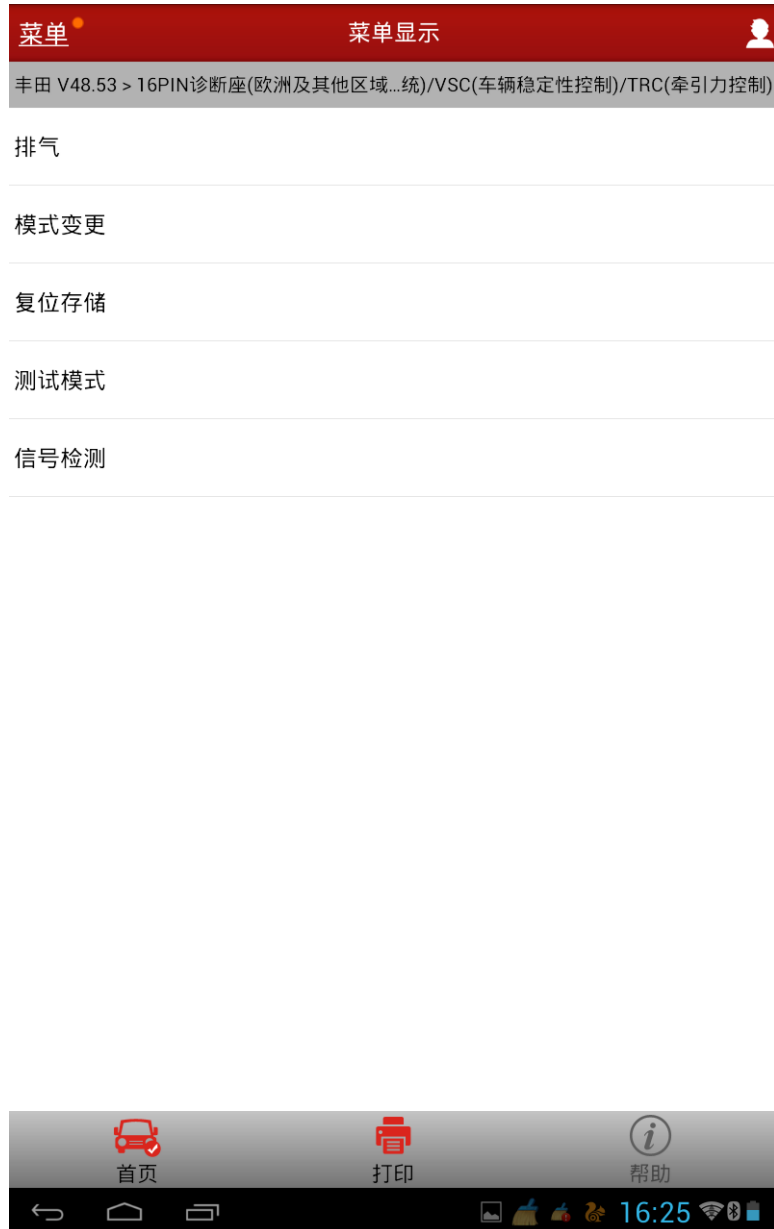 菜单
菜单显示
丰田 V48.53 > 16PIN诊断座(欧洲及其他区域...统)/VSC(车辆稳定性控制)/TRC(牵引力控制)
排气
模式变更
复位存储
测试模式
信号检测
首页
打印
帮助
16:25